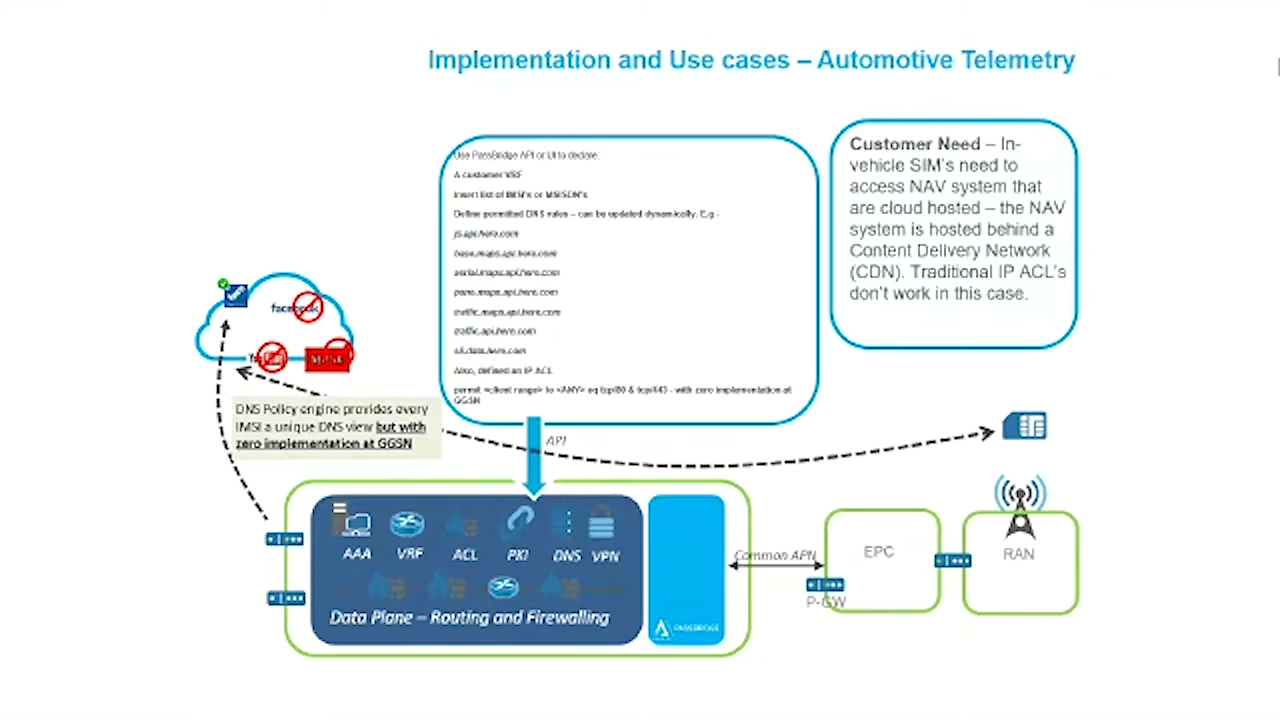 Implementation and Use cases – Automotive Telemetry
Use PassBridge API or UI to declare:
A customer VRF
Insert list of IMSI's or MSISDN's
Define permitted DNS rules – can be updated dynamically. E.g -
js.api.here.com
base.maps.api.here.com
aerial.maps.api.here.com
pano.maps.api.here.com
traffic.maps.api.here.com
traffic.api.here.com
.data.here.com
Also, defined an IP ACL
permit <client range> to <ANY> eq tcp/80 & tcp/443 - with zero implementation at
GGSN
Customer Need – In-
vehicle SIM's need to
access NAV system that
are cloud hosted – the NAV
system is hosted behind a
Content Delivery Network
(CDN). Traditional IP ACL's
don't work in this case.
facebook
DNS Policy engine provides every
IMSI a unique DNS view but with
zero implementation at GGSN
API
AAA VRF ACL PKI DNS VPN
Data Plane – Routing and Firewalling
PASSBRIDGE
Common APN
P-GW
EPC
RAN